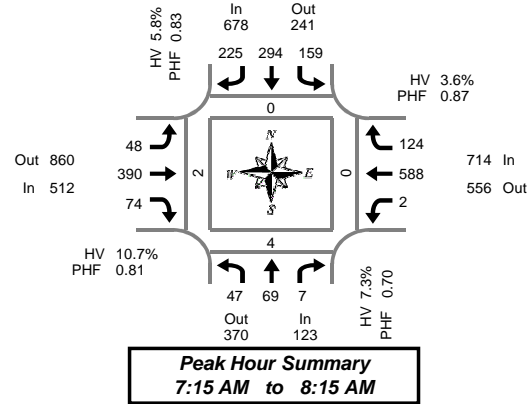 HV 5.8%
PHF 0.83
In
678
Out
241
225 294 159
0
HV 3.6%
PHF 0.87
48
390
74
Out 860
In 512
2
N
W E
S
0
124
588
2
714 In
556 Out
4
HV 10.7%
PHF 0.81
47 69 7
Out
370
In
123
HV 7.3%
PHF 0.70
Peak Hour Summary
7:15 AM to 8:15 AM